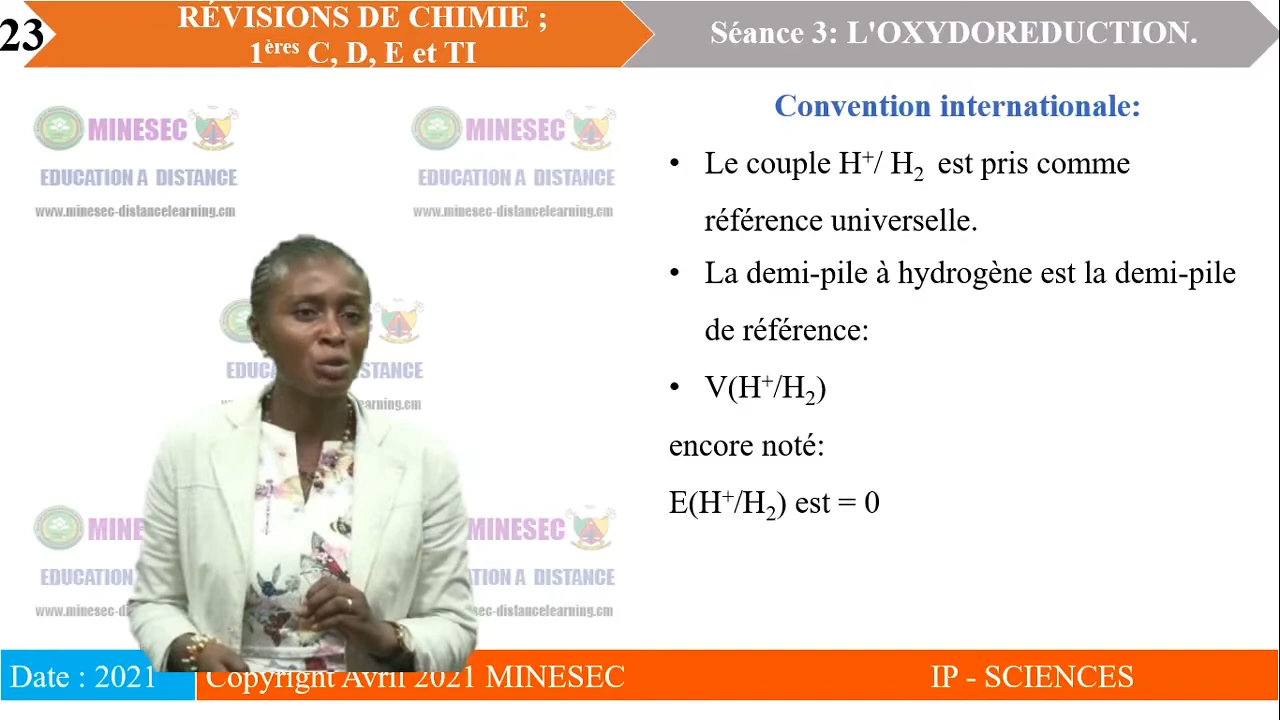 23
RÉVISIONS DE CHIMIE ;
1ères C, D, E et TI
Séance 3: L'OXYDOREDUCTION.
MINESEC
EDUCATION A DISTANCE
www.minesec-distancelearning.cm
MINESEC
EDUCATION A DISTANCE
www.minesec-distancelearning.cm
Convention internationale:
• Le couple H⁺/ H₂ est pris comme
référence universelle.
• La demi-pile à hydrogène est la demi-pile
de référence:
• V(H⁺/H₂)
encore noté:
E(H⁺/H₂) est = 0
MINESEC
EDUCATION
DISTANCE
Date : 2021
Copyright Avril 2021 MINESEC
IP - SCIENCES